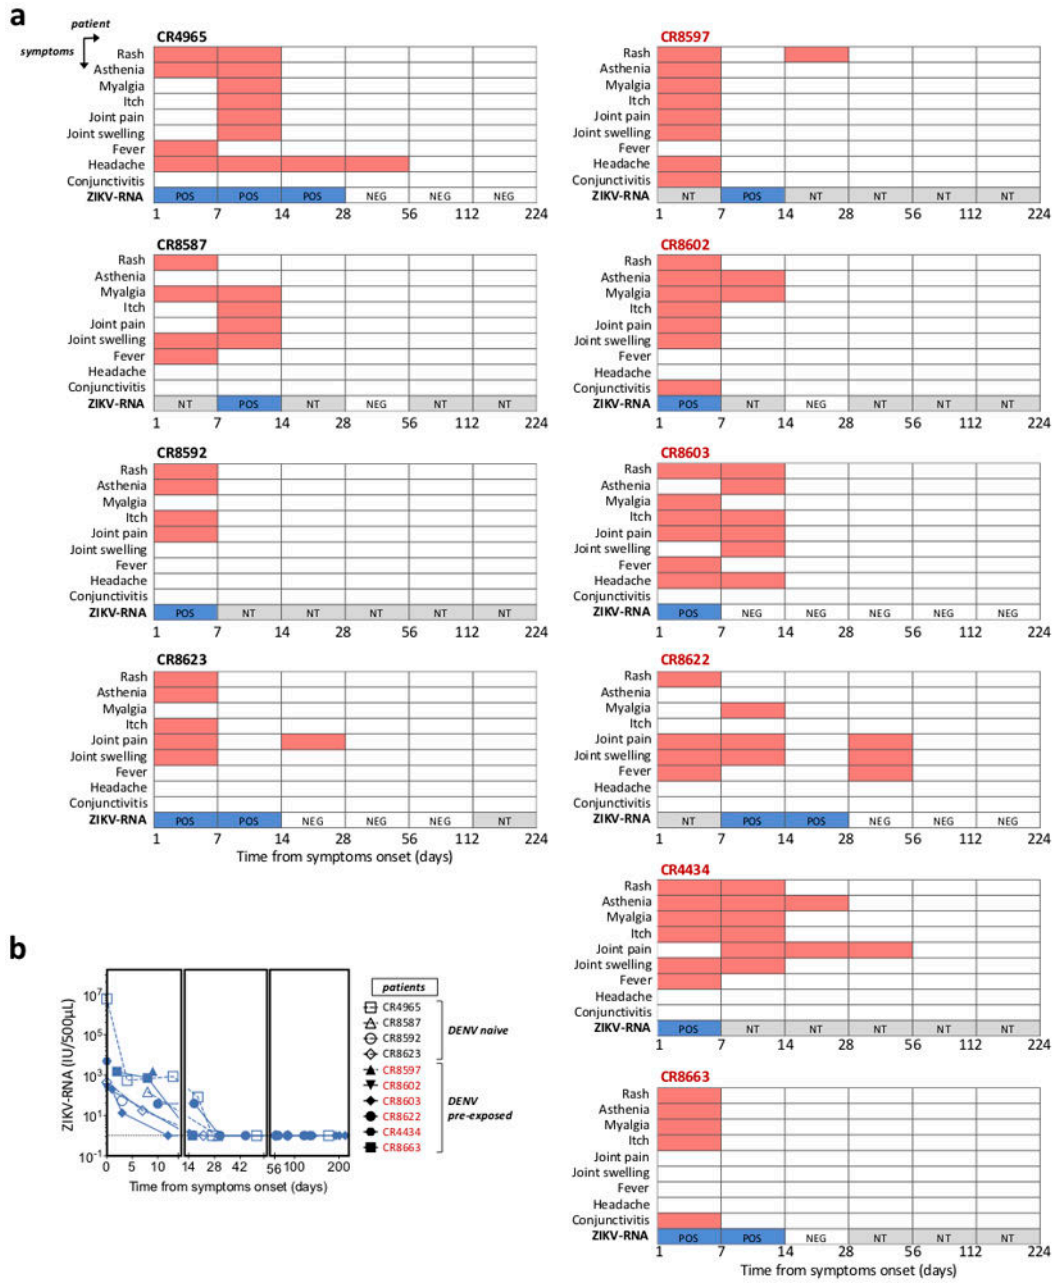 a
patient
symptoms
CR4965
Rash
Asthenia
Myalgia
Itch
Joint pain
Joint swelling
Fever
Headache
Conjunctivitis
ZIKV-RNA POS POS POS NEG NEG NEG
1 7 14 28 56 112 224
CR8587
Rash
Asthenia
Myalgia
Itch
Joint pain
Joint swelling
Fever
Headache
Conjunctivitis
ZIKV-RNA NT POS NT NEG NT NT
1 7 14 28 56 112 224
CR8592
Rash
Asthenia
Myalgia
Itch
Joint pain
Joint swelling
Fever
Headache
Conjunctivitis
ZIKV-RNA POS NT NT NT NT NT
1 7 14 28 56 112 224
CR8623
Rash
Asthenia
Myalgia
Itch
Joint pain
Joint swelling
Fever
Headache
Conjunctivitis
ZIKV-RNA POS POS NEG NEG NEG NT
1 7 14 28 56 112 224
Time from symptoms onset (days)
CR8597
Rash
Asthenia
Myalgia
Itch
Joint pain
Joint swelling
Fever
Headache
Conjunctivitis
ZIKV-RNA NT POS NT NT NT NT
1 7 14 28 56 112 224
CR8602
Rash
Asthenia
Myalgia
Itch
Joint pain
Joint swelling
Fever
Headache
Conjunctivitis
ZIKV-RNA POS NT NEG NT NT NT
1 7 14 28 56 112 224
CR8603
Rash
Asthenia
Myalgia
Itch
Joint pain
Joint swelling
Fever
Headache
Conjunctivitis
ZIKV-RNA POS NEG NEG NEG NEG NEG
1 7 14 28 56 112 224
CR8622
Rash
Asthenia
Myalgia
Itch
Joint pain
Joint swelling
Fever
Headache
Conjunctivitis
ZIKV-RNA NT POS POS NEG NEG NEG
1 7 14 28 56 112 224
CR4434
Rash
Asthenia
Myalgia
Itch
Joint pain
Joint swelling
Fever
Headache
Conjunctivitis
ZIKV-RNA POS NT NT NT NT NT
1 7 14 28 56 112 224
CR8663
Rash
Asthenia
Myalgia
Itch
Joint pain
Joint swelling
Fever
Headache
Conjunctivitis
ZIKV-RNA POS POS NEG NT NT NT
1 7 14 28 56 112 224
Time from symptoms onset (days)
b
ZIKV-RNA (IU/500µL)
10⁷
10⁵
10³
10¹
10⁻¹
0 5 10 14 28 42 56 100 200
Time from symptoms onset (days)
patients
CR4965
CR8587
CR8592
CR8623
DENV naive
CR8597
CR8602
CR8603
CR8622
CR4434
CR8663
DENV
pre-exposed